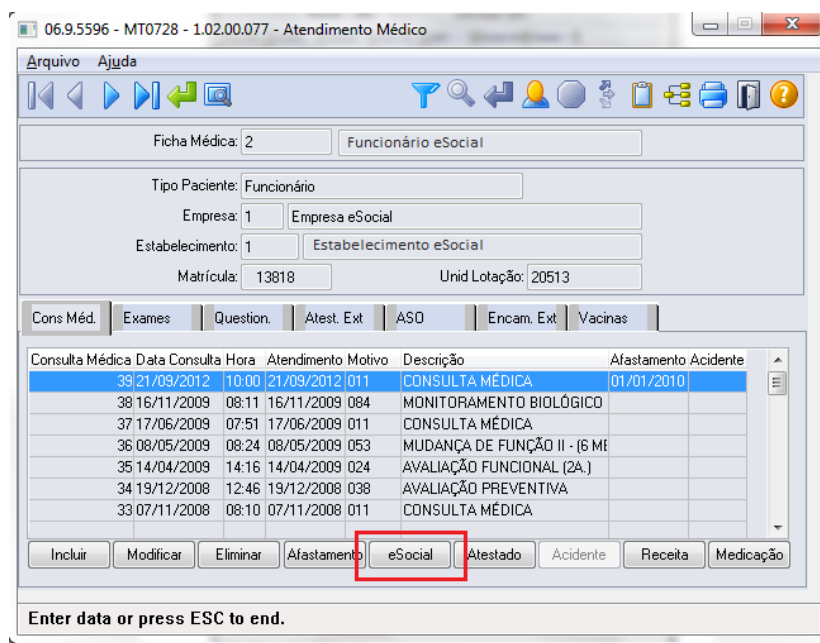 06.9.5596 - MT0728 - 1.02.00.077 - Atendimento Médico
Arquivo Ajuda
Ficha Médica: 2 Funcionário eSocial
Tipo Paciente: Funcionário
Empresa: 1 Empresa eSocial
Estabelecimento: 1 Estabelecimento eSocial
Matrícula: 13818 Unid Lotação: 20513
Cons Méd. Exames Question. Atest. Ext ASO Encam. Ext Vacinas
Consulta Médica Data Consulta Hora Atendimento Motivo Descrição Afastamento Acidente
39 21/09/2012 10:00 21/09/2012 011 CONSULTA MÉDICA 01/01/2010
38 16/11/2009 08:11 16/11/2009 084 MONITORAMENTO BIOLÓGICO
37 17/06/2009 07:51 17/06/2009 011 CONSULTA MÉDICA
36 08/05/2009 08:24 08/05/2009 053 MUDANÇA DE FUNÇÃO II - (6 ME
35 14/04/2009 14:16 14/04/2009 024 AVALIAÇÃO FUNCIONAL (2A.)
34 19/12/2008 12:46 19/12/2008 038 AVALIAÇÃO PREVENTIVA
33 07/11/2008 08:10 07/11/2008 011 CONSULTA MÉDICA
Incluir Modificar Eliminar Afastamento eSocial Atestado Acidente Receita Medicação
Enter data or press ESC to end.